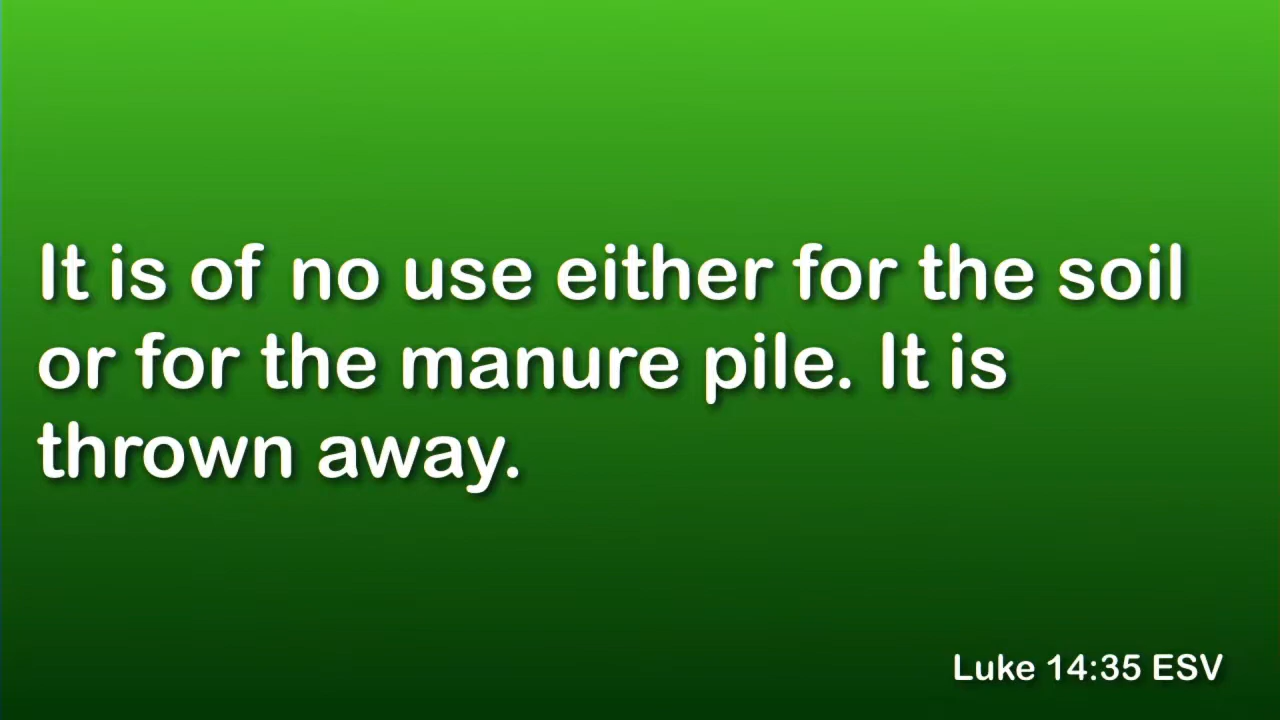 It is of no use either for the soil
or for the manure pile. It is
thrown away.
Luke 14:35 ESV